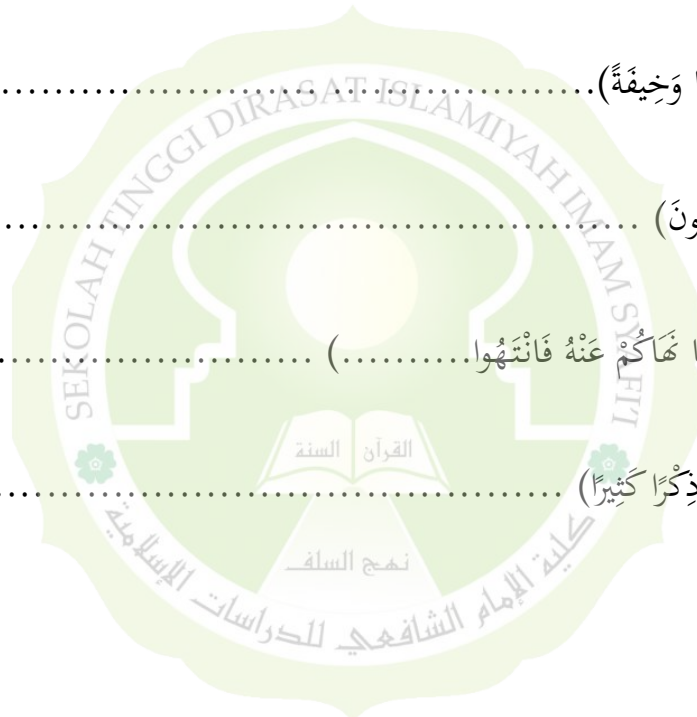 ا وَخِيفَةً).............................................
ونَ) .............................................
ا نَهَاكُمْ عَنْهُ فَانْتَهُوا..........) ........................
ذِكْرًا كَثِيرًا) .............................................
SEKOLAH TINGGI DIRASAT ISLAMIYAH IMAM SYAFI'I
القرآن السنة
نهج السلف
كلية الإمام الشافعي للدراسات الإسلامية